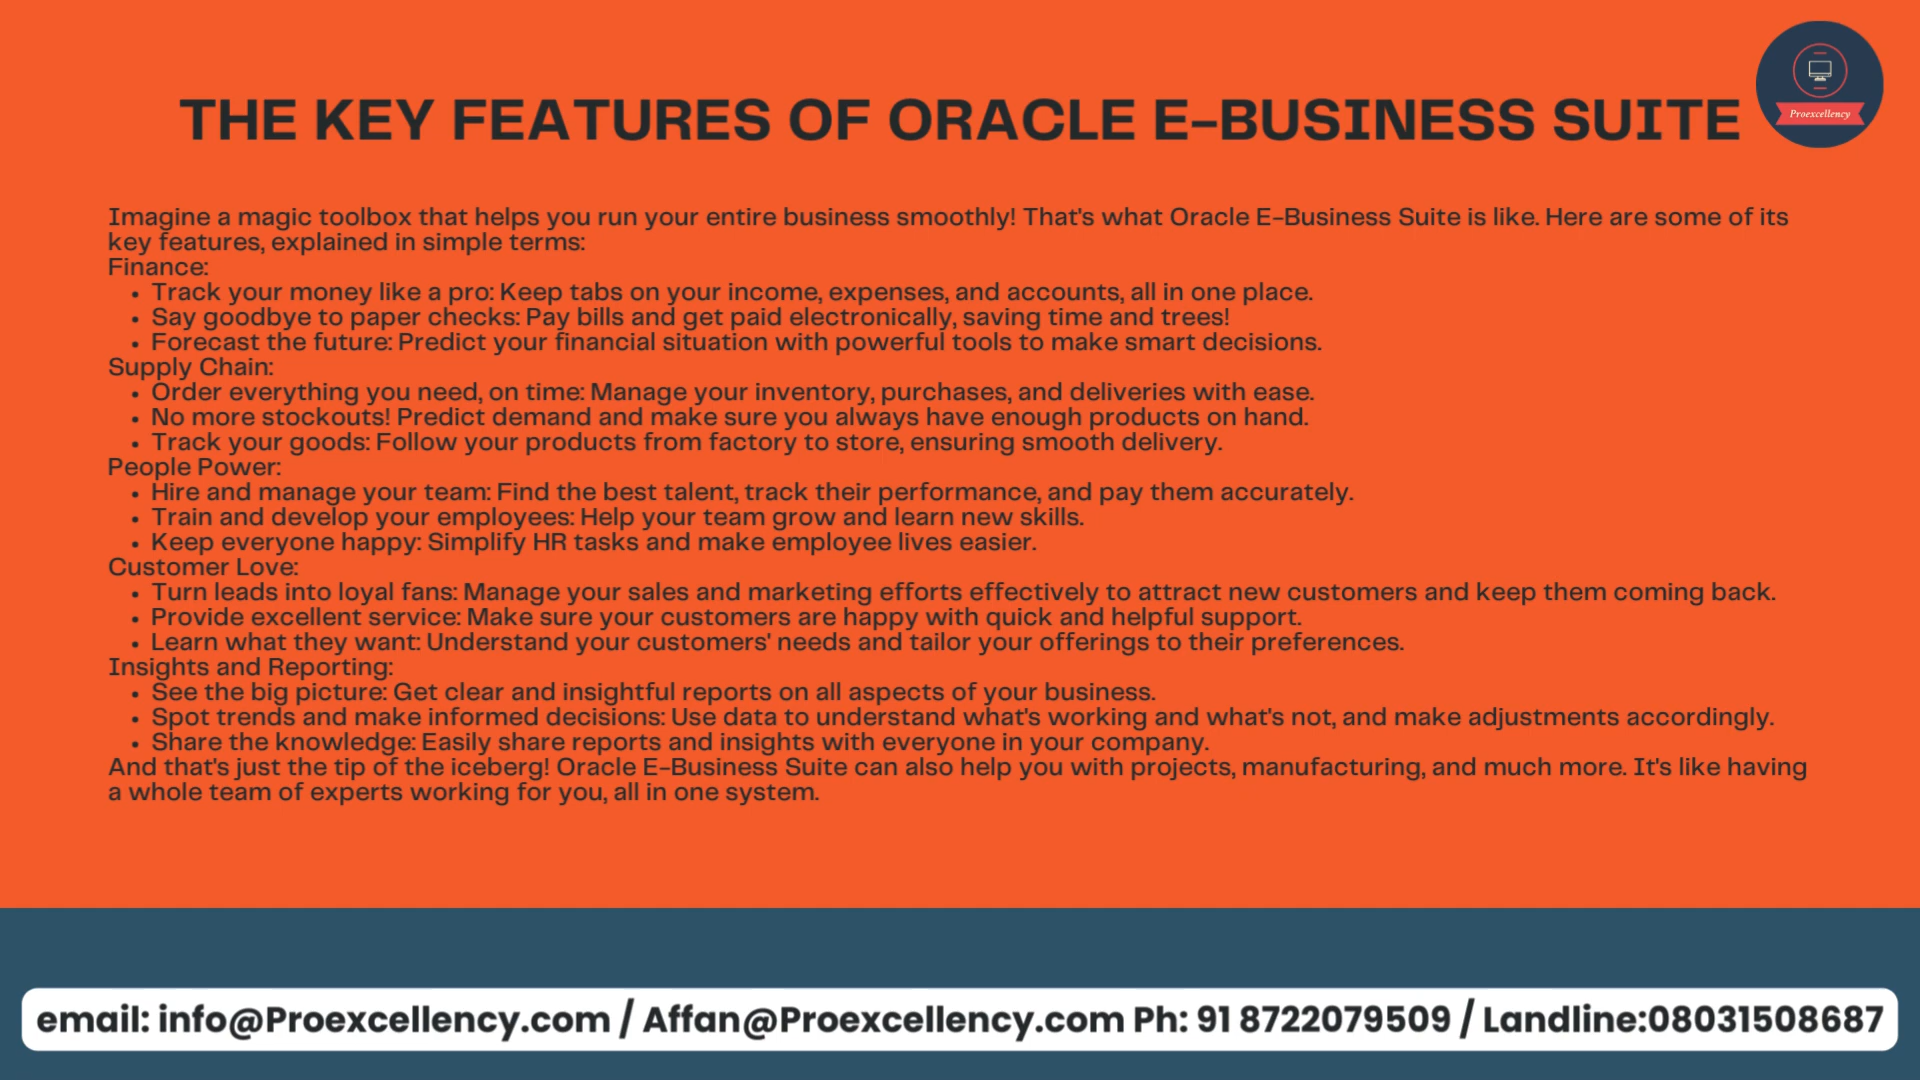 Proexcellency
THE KEY FEATURES OF ORACLE E-BUSINESS SUITE
Imagine a magic toolbox that helps you run your entire business smoothly! That's what Oracle E-Business Suite is like. Here are some of its
key features, explained in simple terms:
Finance:
• Track your money like a pro: Keep tabs on your income, expenses, and accounts, all in one place.
• Say goodbye to paper checks: Pay bills and get paid electronically, saving time and trees!
• Forecast the future: Predict your financial situation with powerful tools to make smart decisions.
Supply Chain:
• Order everything you need, on time: Manage your inventory, purchases, and deliveries with ease.
• No more stockouts! Predict demand and make sure you always have enough products on hand.
• Track your goods: Follow your products from factory to store, ensuring smooth delivery.
People Power:
• Hire and manage your team: Find the best talent, track their performance, and pay them accurately.
• Train and develop your employees: Help your team grow and learn new skills.
• Keep everyone happy: Simplify HR tasks and make employee lives easier.
Customer Love:
• Turn leads into loyal fans: Manage your sales and marketing efforts effectively to attract new customers and keep them coming back.
• Provide excellent service: Make sure your customers are happy with quick and helpful support.
• Learn what they want: Understand your customers' needs and tailor your offerings to their preferences.
Insights and Reporting:
• See the big picture: Get clear and insightful reports on all aspects of your business.
• Spot trends and make informed decisions: Use data to understand what's working and what's not, and make adjustments accordingly.
• Share the knowledge: Easily share reports and insights with everyone in your company.
And that's just the tip of the iceberg! Oracle E-Business Suite can also help you with projects, manufacturing, and much more. It's like having
a whole team of experts working for you, all in one system.
email: info@Proexcellency.com / Affan@Proexcellency.com Ph: 91 8722079509 / Landline:08031508687